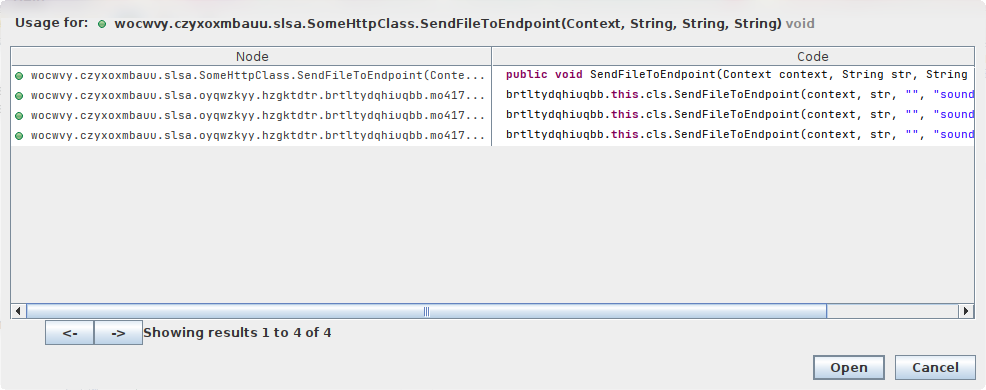 Usage for: wocwvy.czyxoxmbauu.slsa.SomeHttpClass.SendFileToEndpoint(Context, String, String, String) void
Node Code
wocwvy.czyxoxmbauu.slsa.SomeHttpClass.SendFileToEndpoint(Conte... public void SendFileToEndpoint(Context context, String str, String
wocwvy.czyxoxmbauu.slsa.oyqwzkyy.hzgktdtr.brtltydqhiuqbb.mo417... brtltydqhiuqbb.this.cls.SendFileToEndpoint(context, str, "", "sound
wocwvy.czyxoxmbauu.slsa.oyqwzkyy.hzgktdtr.brtltydqhiuqbb.mo417... brtltydqhiuqbb.this.cls.SendFileToEndpoint(context, str, "", "sound
wocwvy.czyxoxmbauu.slsa.oyqwzkyy.hzgktdtr.brtltydqhiuqbb.mo417... brtltydqhiuqbb.this.cls.SendFileToEndpoint(context, str, "", "sound
<- -> Showing results 1 to 4 of 4
Open Cancel